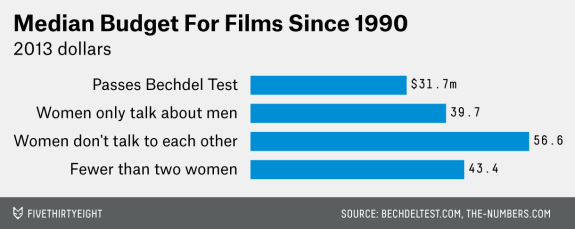 Median Budget For Films Since 1990
2013 dollars
Passes Bechdel Test $31.7m
Women only talk about men 39.7
Women don't talk to each other 56.6
Fewer than two women 43.4
FIVETHIRTYEIGHT SOURCE: BECHDELTEST.COM, THE-NUMBERS.COM